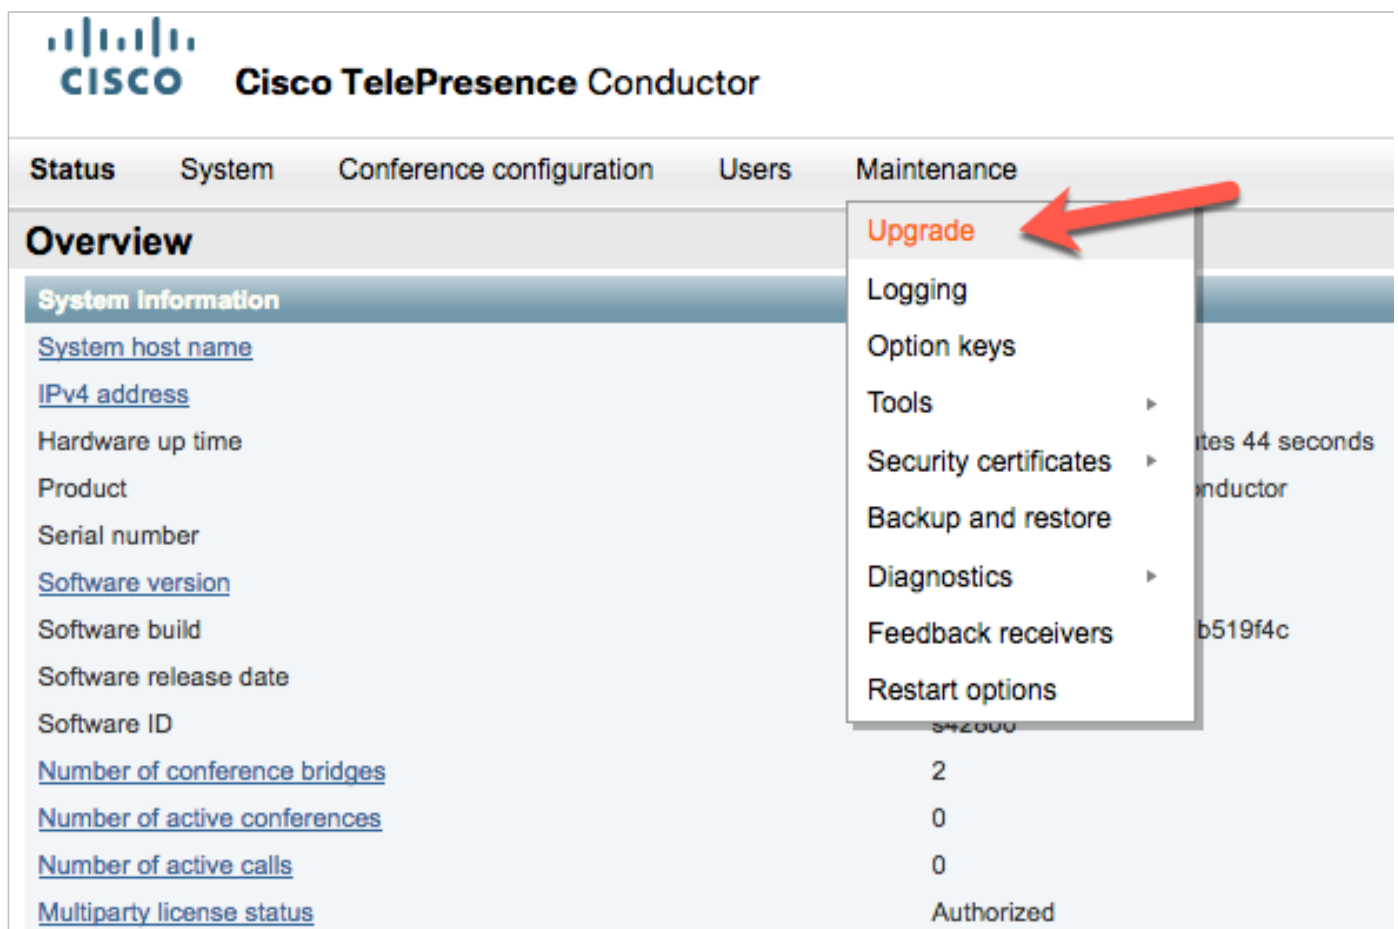 CISCO
Cisco TelePresence Conductor
Status System Conference configuration Users Maintenance
Overview
Upgrade
System information
Logging
System host name
Option keys
IPv4 address
Tools
Hardware up time
44 seconds
Security certificates
Product
Backup and restore
Serial number
Software version
Diagnostics
Software build
b519f4c
Feedback receivers
Software release date
Restart options
Software ID
Number of conference bridges 2
Number of active conferences 0
Number of active calls 0
Multiparty license status Authorized